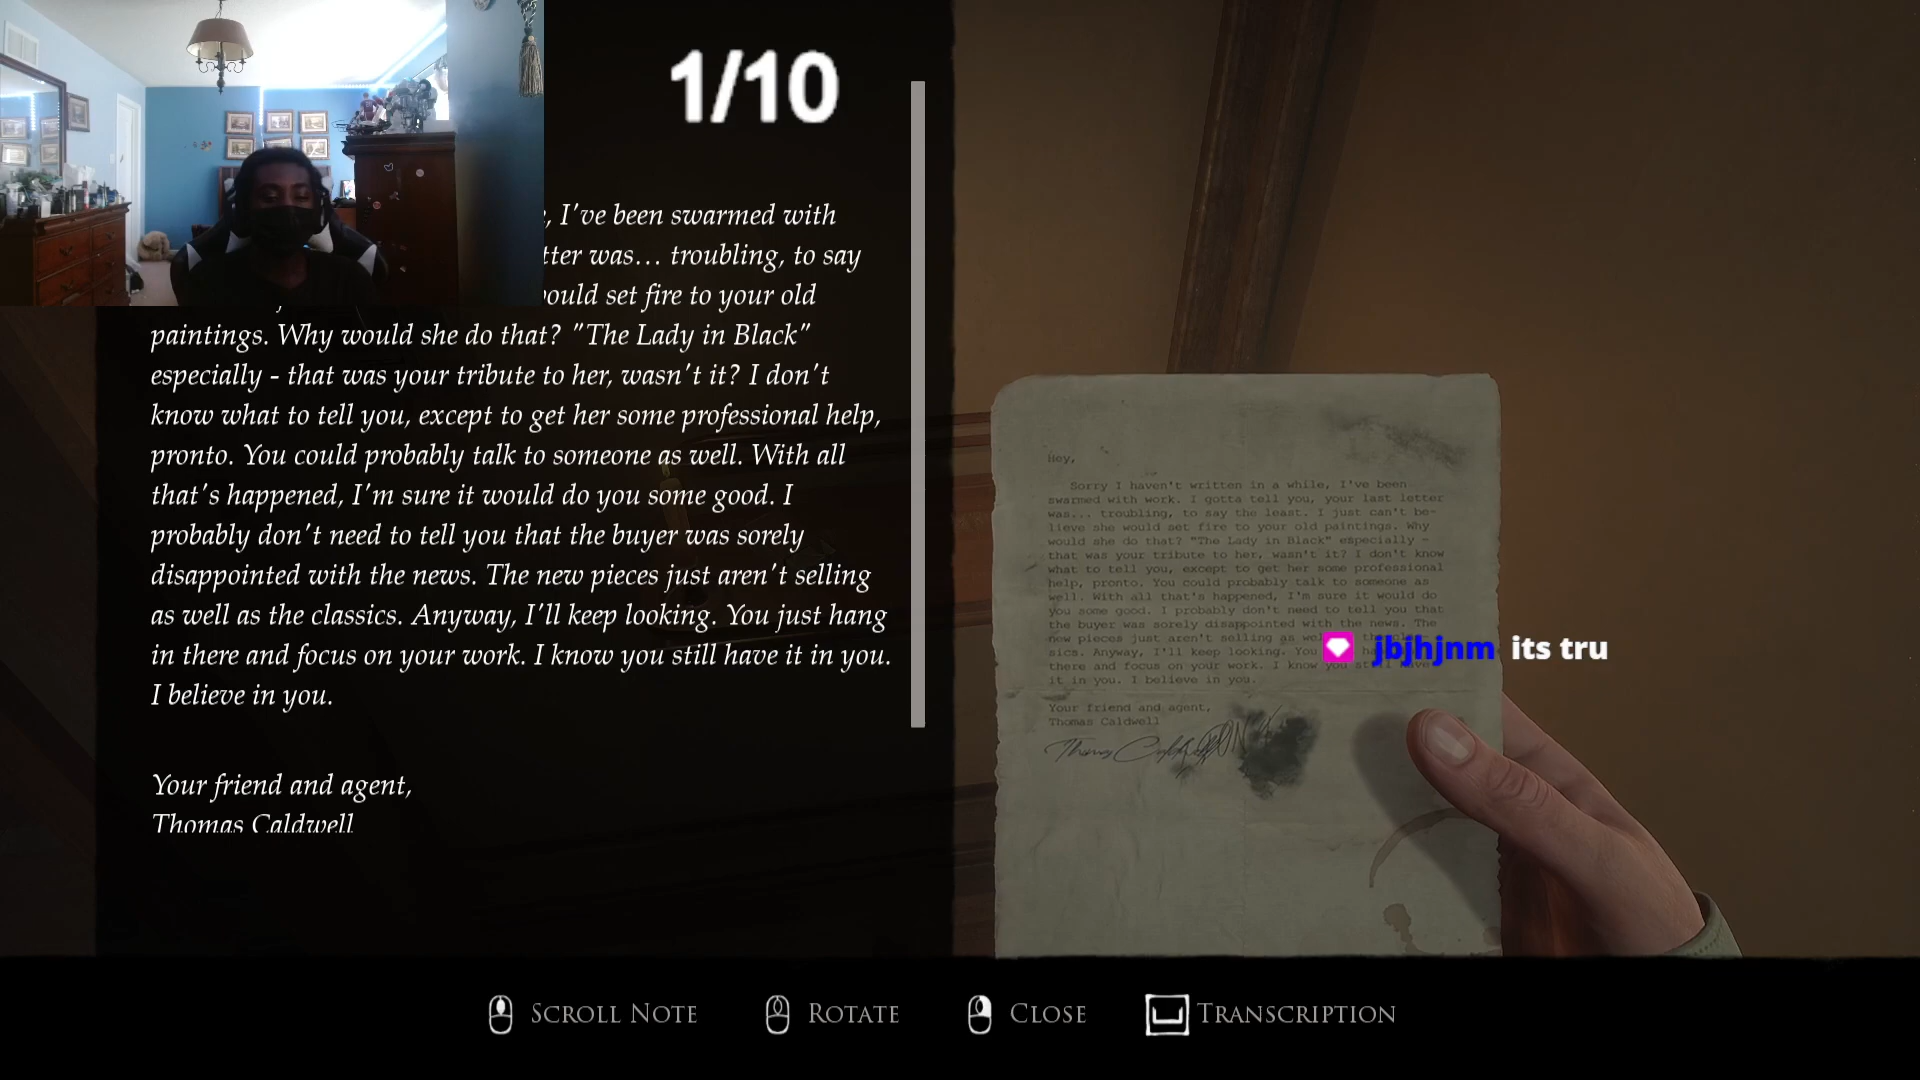 1/10
, I've been swarmed with
tter was... troubling, to say
would set fire to your old
paintings. Why would she do that? "The Lady in Black"
especially - that was your tribute to her, wasn't it? I don't
know what to tell you, except to get her some professional help,
pronto. You could probably talk to someone as well. With all
that's happened, I'm sure it would do you some good. I
probably don't need to tell you that the buyer was sorely
disappointed with the news. The new pieces just aren't selling
as well as the classics. Anyway, I'll keep looking. You just hang
in there and focus on your work. I know you still have it in you.
I believe in you.
Your friend and agent,
Thomas Caldwell
Hey,
Sorry I haven't written in a while, I've been
swarmed with work. I gotta tell you, your last letter
was... troubling, to say the least. I just can't be-
lieve she would set fire to your old paintings. Why
would she do that? "The Lady in Black" especially -
that was your tribute to her, wasn't it? I don't know
what to tell you, except to get her some professional
help, pronto. You could probably talk to someone as
well. With all that's happened, I'm sure it would do
you some good. I probably don't need to tell you that
the buyer was sorely disappointed with the news. The
new pieces just aren't selling as
sics. Anyway, I'll keep looking. You
there and focus on your work. I know you still have
it in you. I believe in you.
Your friend and agent,
Thomas Caldwell
Thomas Caldwell
jbjhjnm its tru
SCROLL NOTE
ROTATE
CLOSE
TRANSCRIPTION